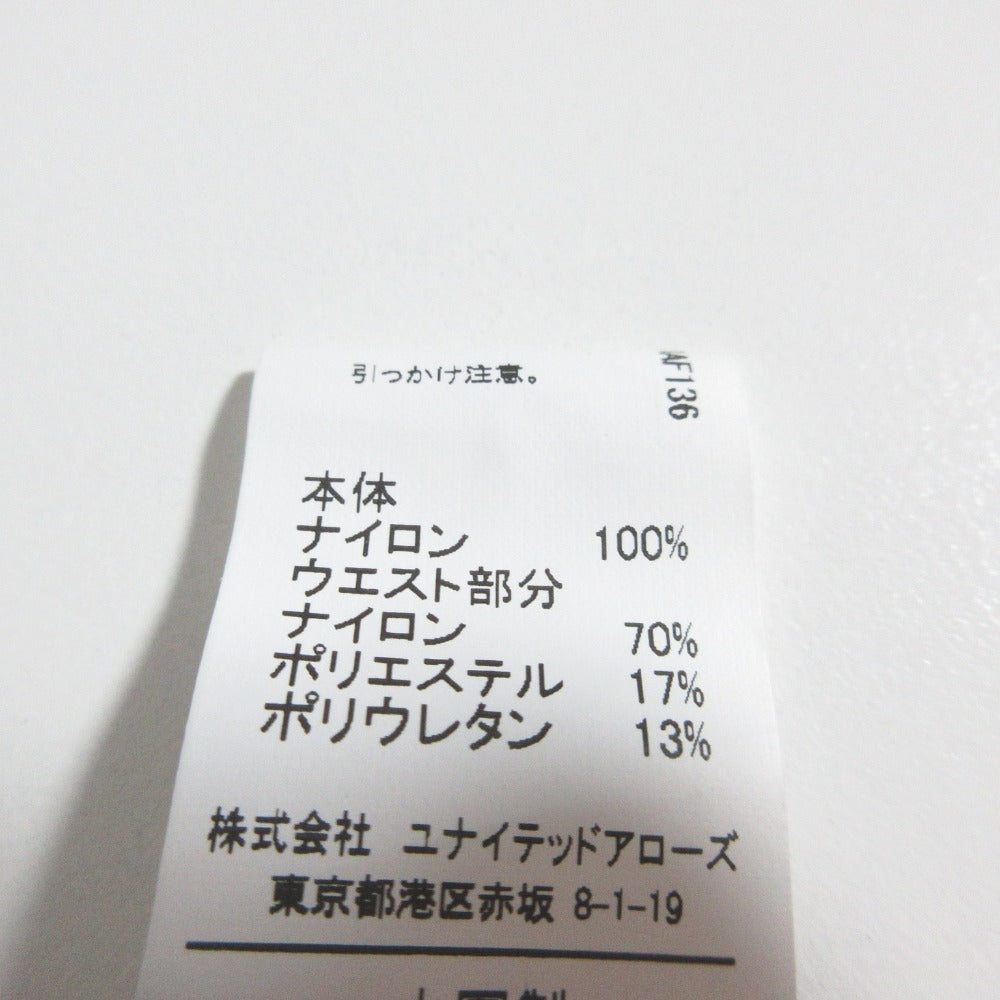 引っかけ注意。
AF136
本体
ナイロン 100%
ウエスト部分
ナイロン 70%
ポリエステル 17%
ポリウレタン 13%
株式会社 ユナイテッドアローズ
東京都港区赤坂 8-1-19